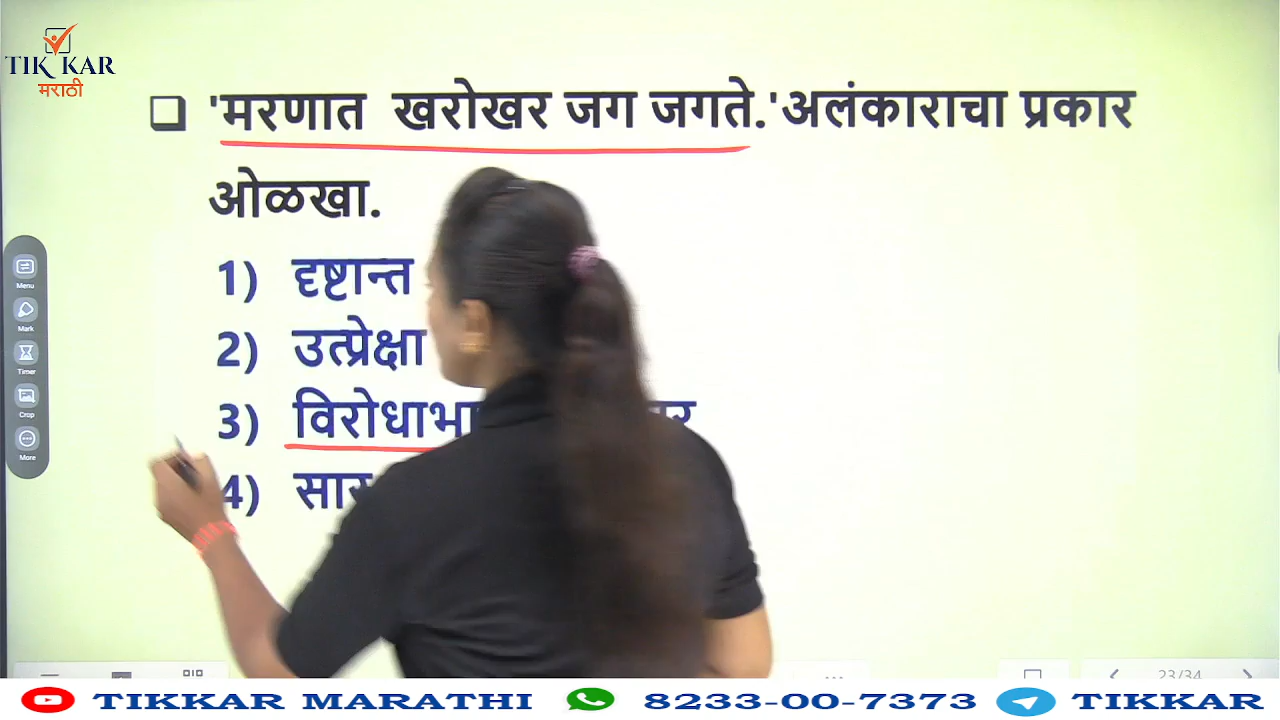 TIK KAR
मराठी
'मरणात खरोखर जग जगते.'अलंकाराचा प्रकार
ओळखा.
1) दृष्टान्त
2) उत्प्रेक्षा
3)
4)
Menu
Mark
Timer
Crop
More
23/34
TIKKAR MARATHI 8233-00-7373 TIKKAR